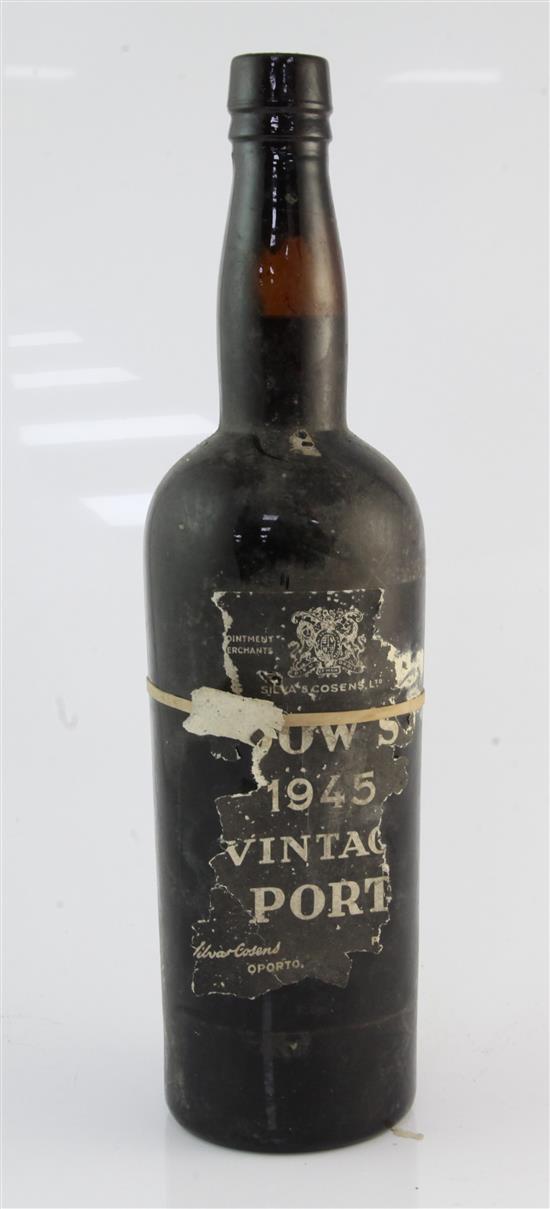 OINTMENT
ERCHANTS
SILVA & COSENS, LTD
OW'S
1945
VINTAG
PORT
Silva & Cosens
OPORTO.